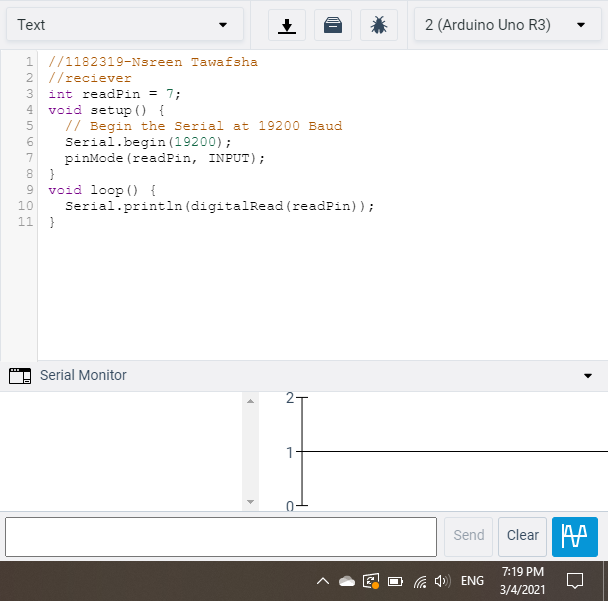 Text
2 (Arduino Uno R3)
1 //1182319-Nsreen Tawafsha
2 //reciever
3 int readPin = 7;
4 void setup() {
5   // Begin the Serial at 19200 Baud
6   Serial.begin(19200);
7   pinMode(readPin, INPUT);
8 }
9 void loop() {
10   Serial.println(digitalRead(readPin));
11 }
Serial Monitor
2
1
0
Send
Clear
ENG
7:19 PM
3/4/2021